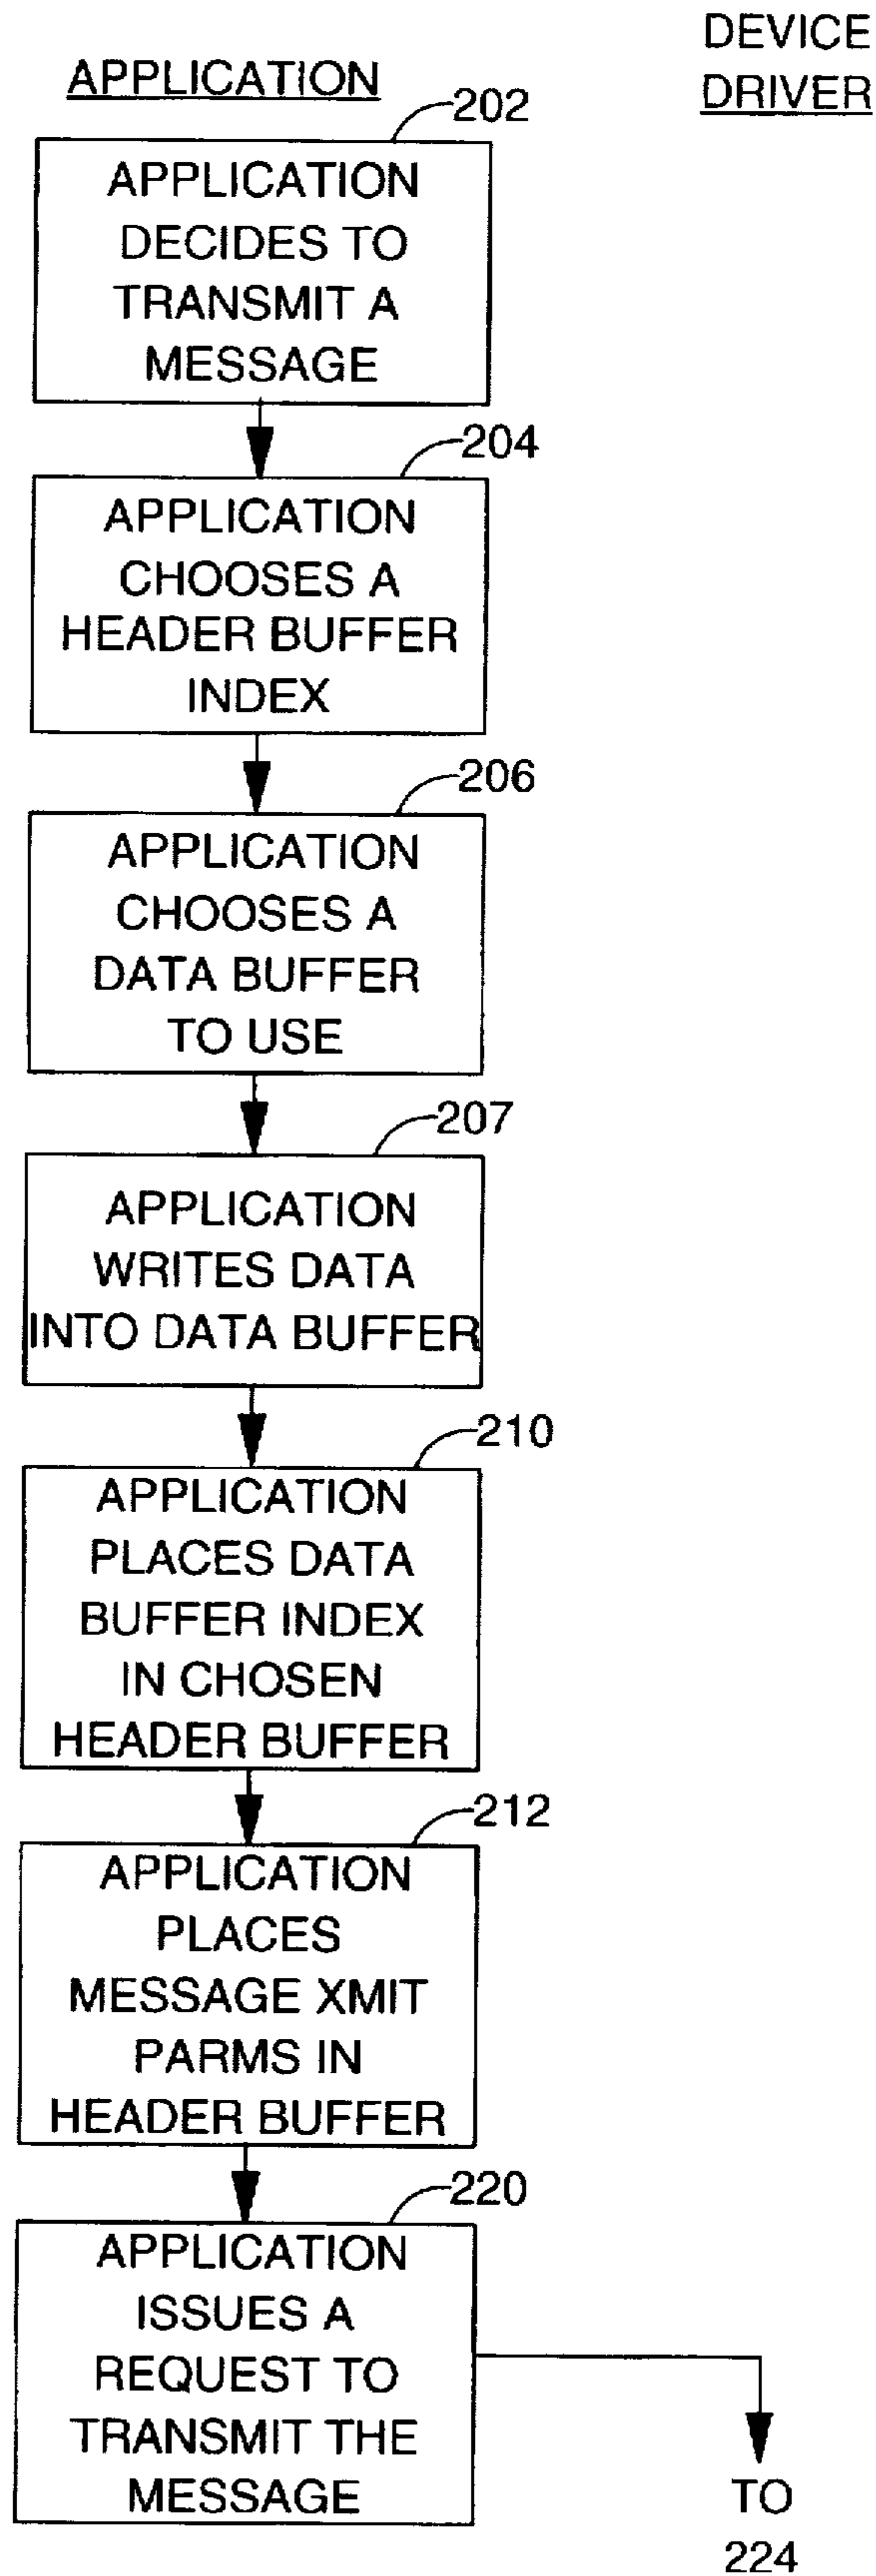 DEVICE
DRIVER
APPLICATION
202
APPLICATION
DECIDES TO
TRANSMIT A
MESSAGE
204
APPLICATION
CHOOSES A
HEADER BUFFER
INDEX
206
APPLICATION
CHOOSES A
DATA BUFFER
TO USE
207
APPLICATION
WRITES DATA
INTO DATA BUFFER
210
APPLICATION
PLACES DATA
BUFFER INDEX
IN CHOSEN
HEADER BUFFER
212
APPLICATION
PLACES
MESSAGE XMIT
PARMS IN
HEADER BUFFER
220
APPLICATION
ISSUES A
REQUEST TO
TRANSMIT THE
MESSAGE
TO
224